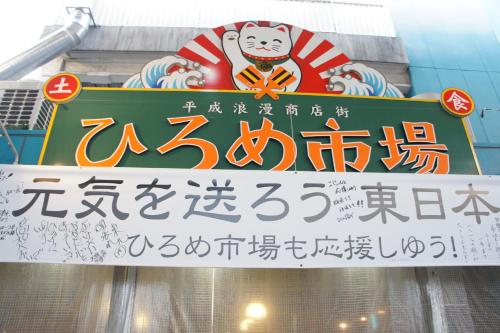 土
食
平成浪漫商店街
ひろめ市場
元気を送ろう 東日本
ひろめ市場も応援しゆう!